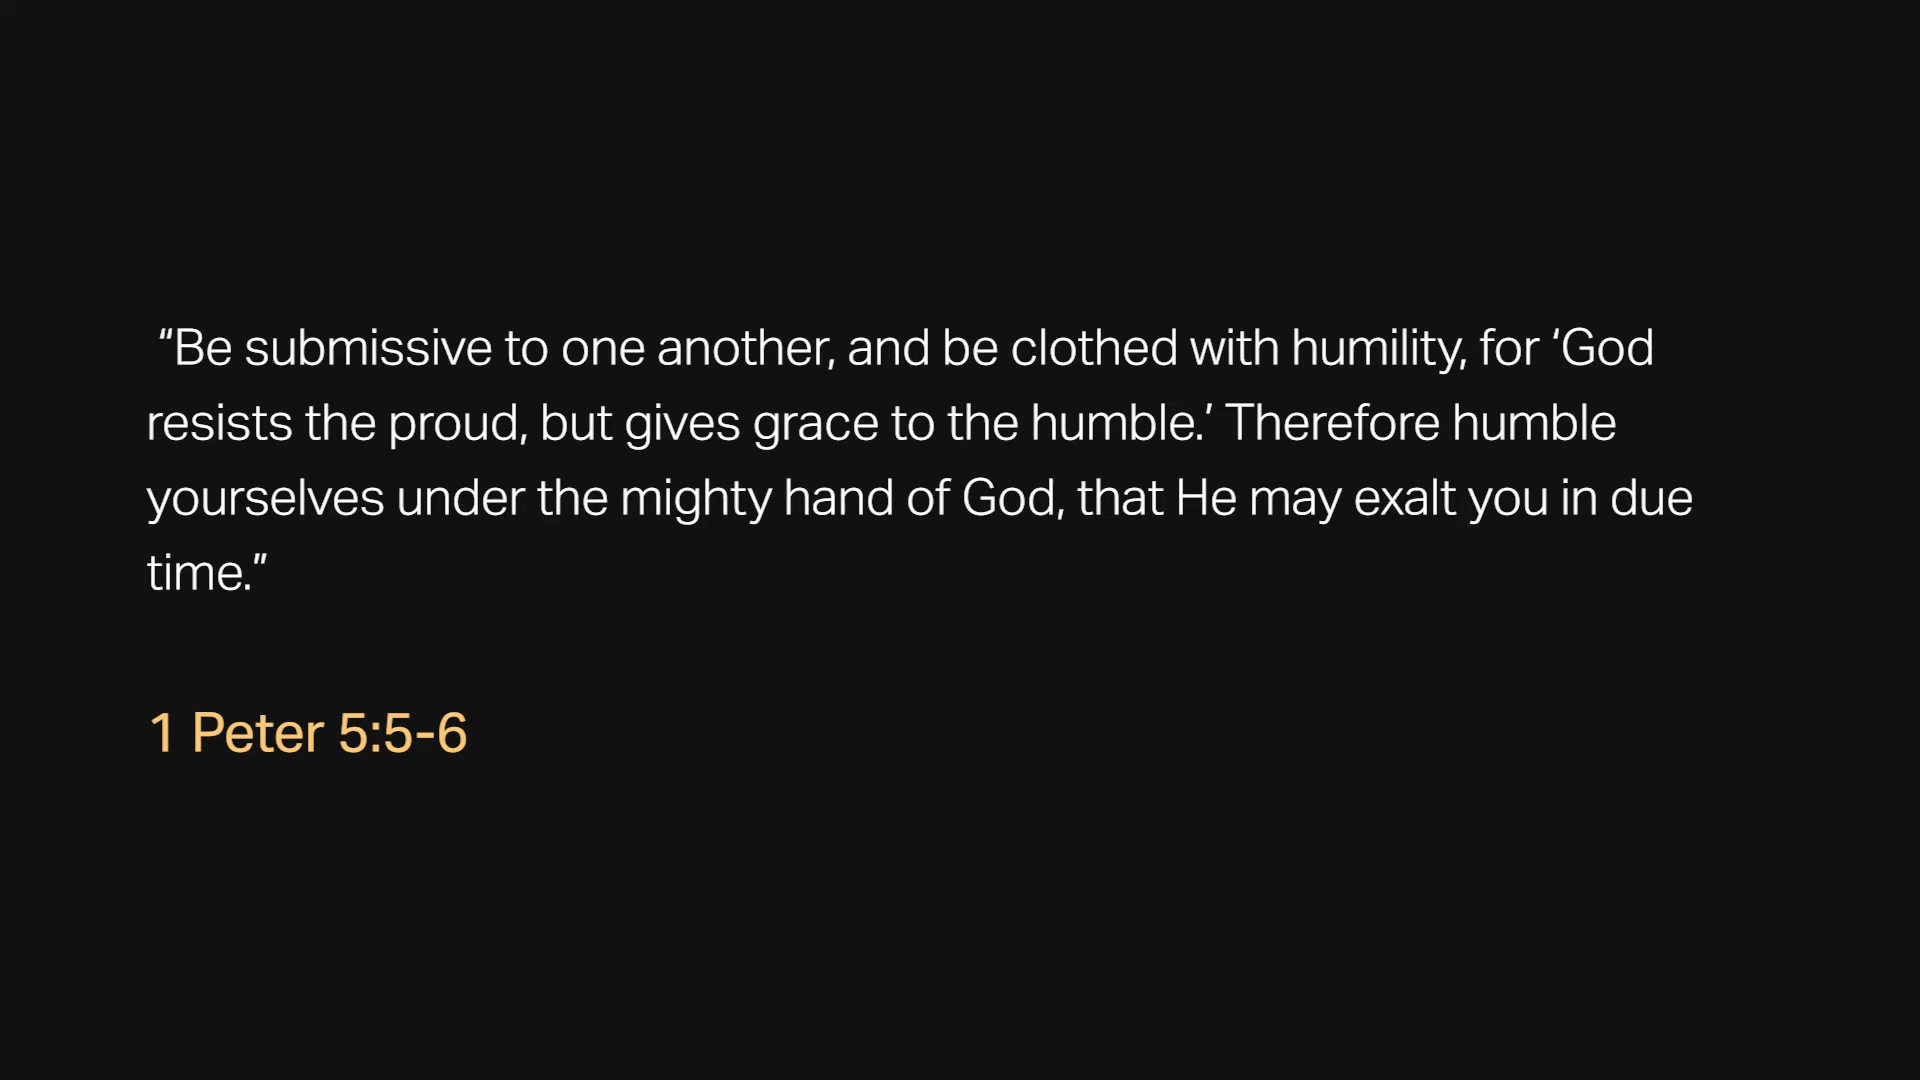 “Be submissive to one another, and be clothed with humility, for ‘God
resists the proud, but gives grace to the humble.’ Therefore humble
yourselves under the mighty hand of God, that He may exalt you in due
time.”
1 Peter 5:5-6